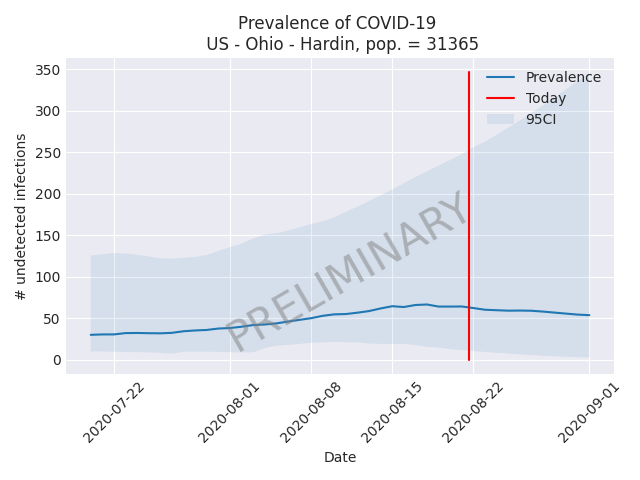 Prevalence of COVID-19
US - Ohio - Hardin, pop. = 31365
350
300
250
200
150
100
50
0
# undetected infections
Prevalence
Today
95CI
PRELIMINARY
2020-07-22
2020-08-01
2020-08-08
2020-08-15
2020-08-22
2020-09-01
Date